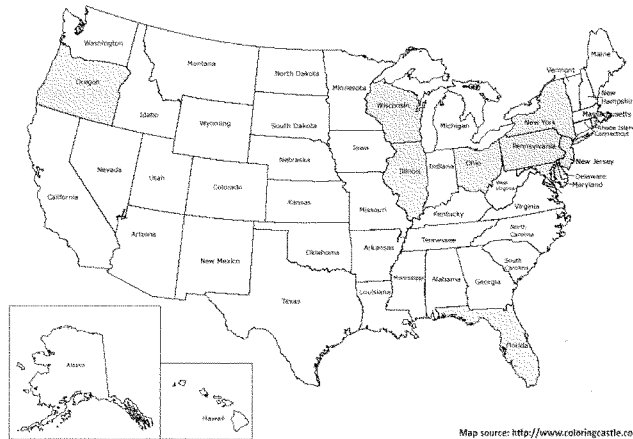 Washington
Oregon
California
Nevada
Idaho
Montana
Wyoming
Utah
Arizona
Colorado
New Mexico
North Dakota
South Dakota
Nebraska
Kansas
Oklahoma
Texas
Minnesota
Iowa
Missouri
Arkansas
Louisiana
Wisconsin
Illinois
Michigan
Indiana
Ohio
Kentucky
Tennessee
Mississippi
Alabama
Georgia
Florida
South
Carolina
North
Carolina
Virginia
West
Virginia
Pennsylvania
New York
Vermont
Maine
New
Hampshire
Massachusetts
Rhode Island
Connecticut
New Jersey
Delaware
Maryland
Alaska
Hawaii
Map source: http://www.coloringcastle.co